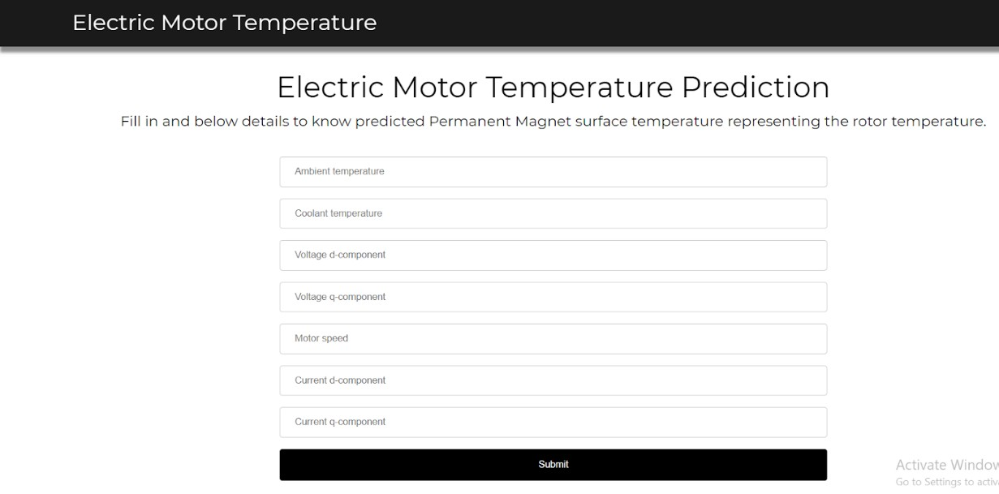 Electric Motor Temperature
Electric Motor Temperature Prediction
Fill in and below details to know predicted Permanent Magnet surface temperature representing the rotor temperature.
Ambient temperature
Coolant temperature
Voltage d-component
Voltage q-component
Motor speed
Current d-component
Current q-component
Submit
Activate Window
Go to Settings to activ